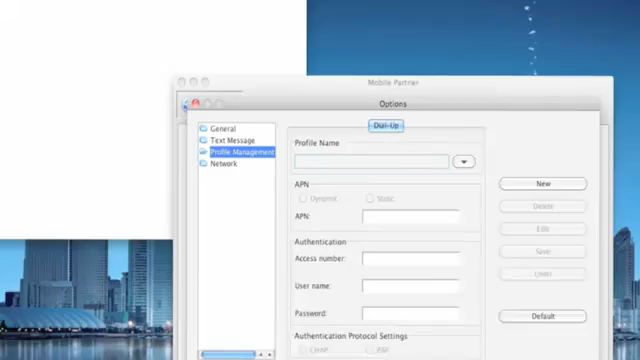 Mobile Partner
Options
General
Text Message
Profile Management
Network
Dial-Up
Profile Name
APN
Dynamic
Static
APN:
Authentication
Access number:
User name:
Password:
Authentication Protocol Settings
CHAP
PAP
New
Delete
Edit
Save
Undo
Default